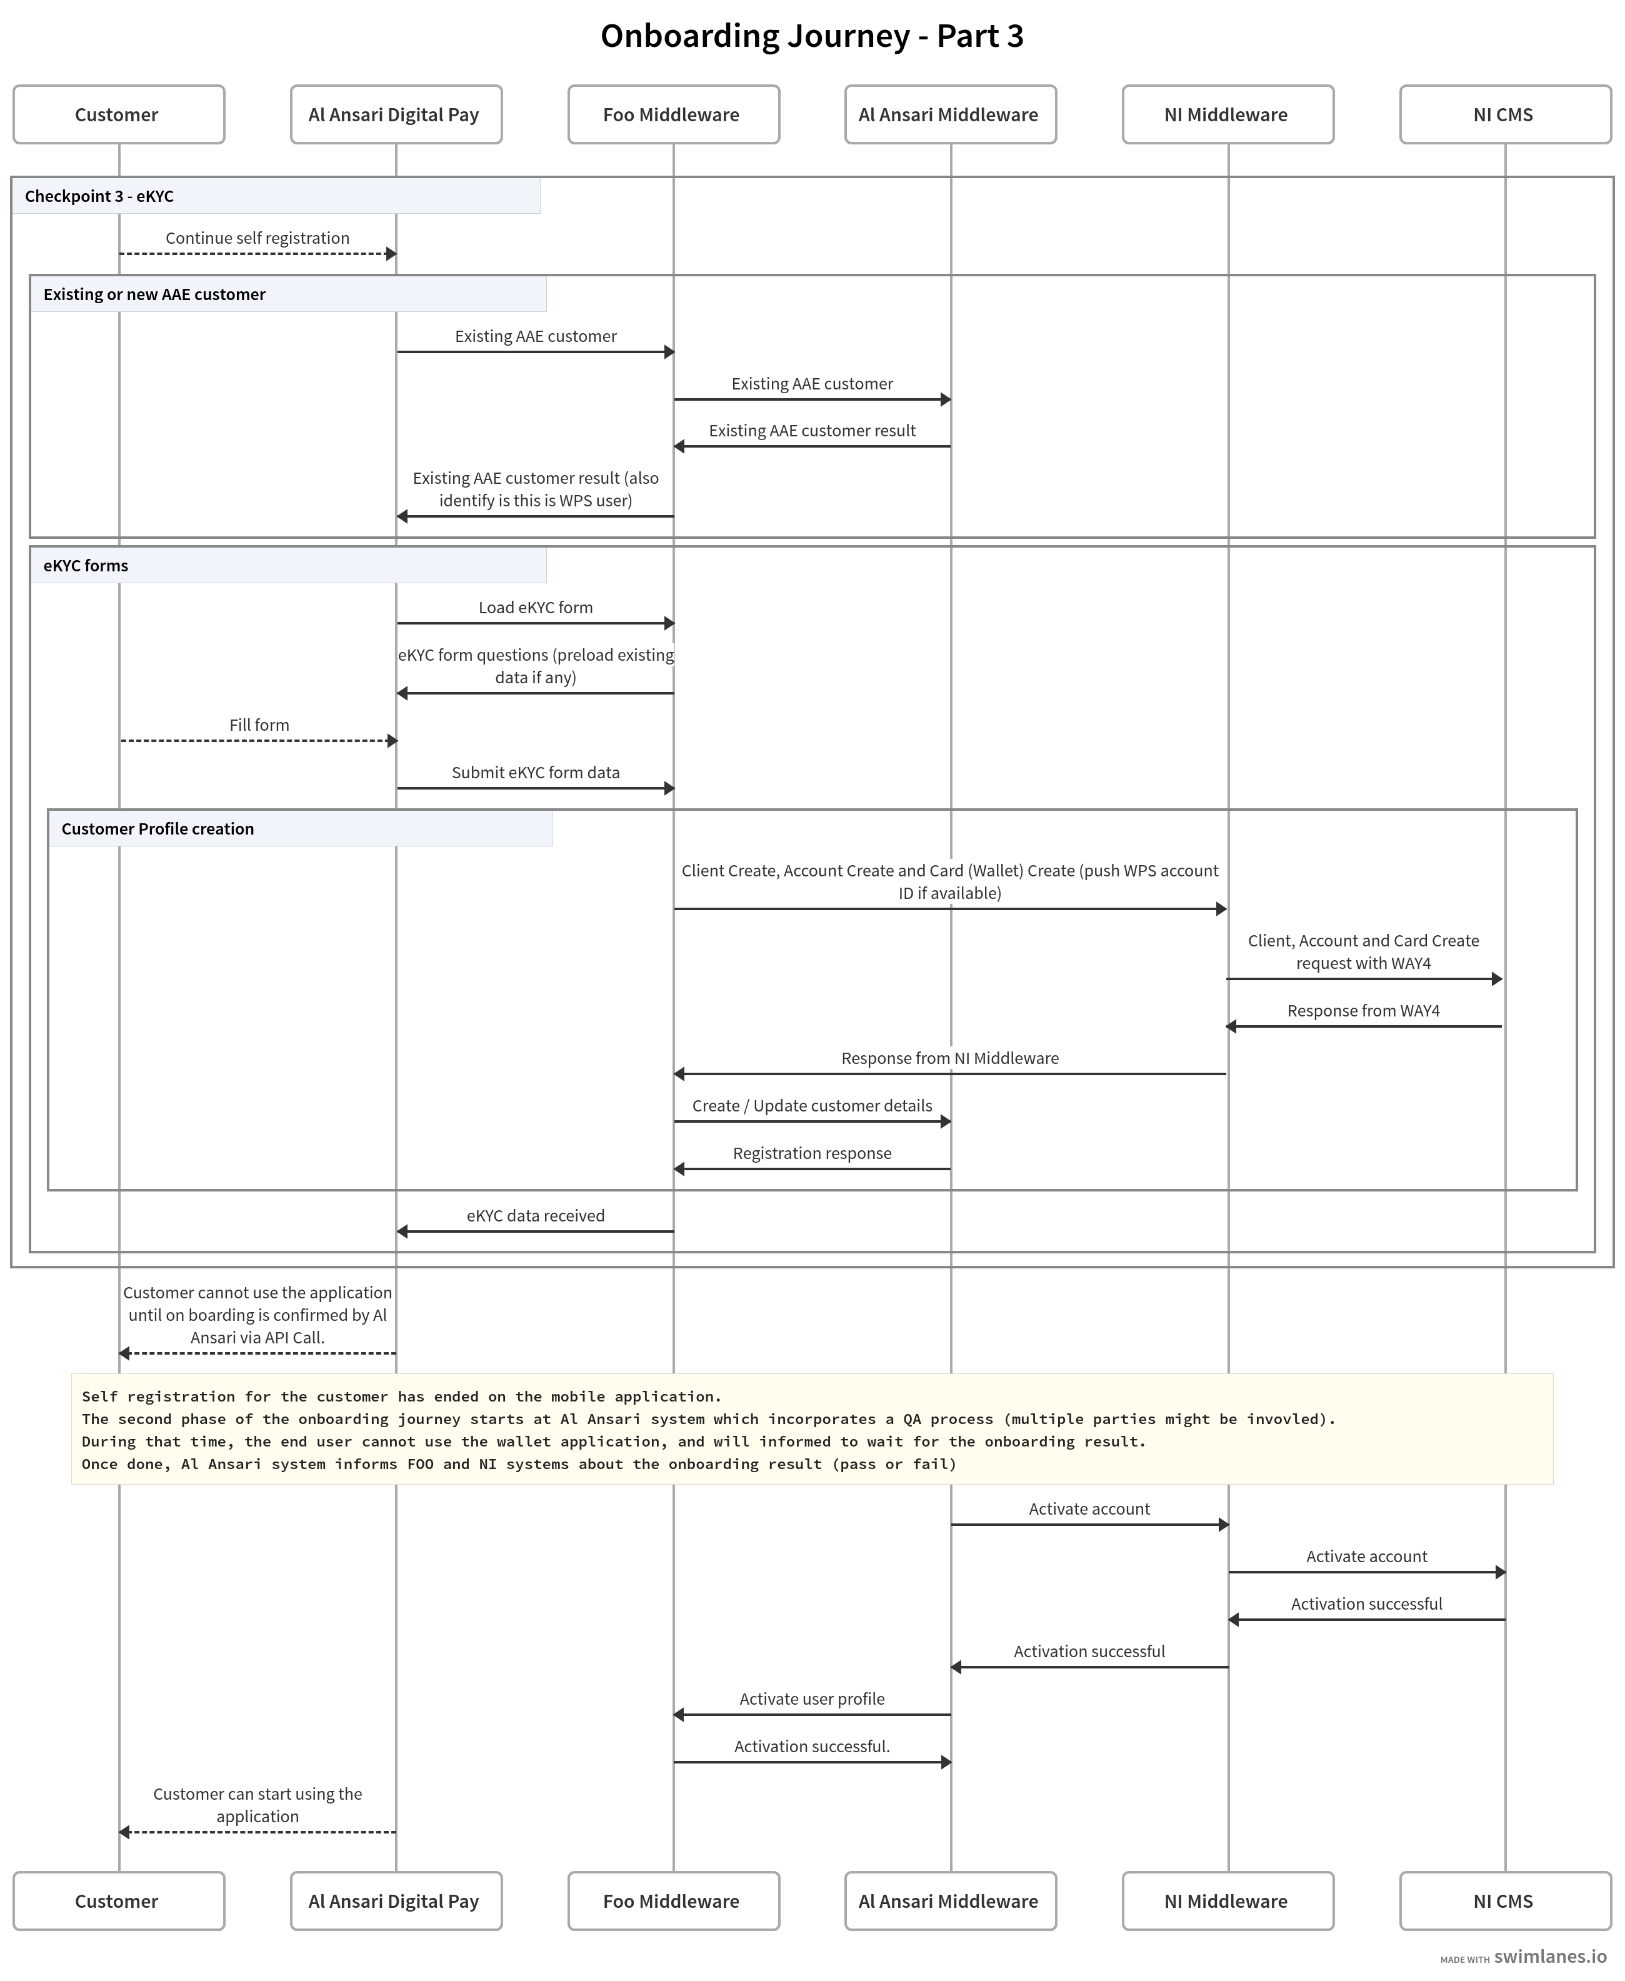 Onboarding Journey - Part 3
Customer
Al Ansari Digital Pay
Foo Middleware
Al Ansari Middleware
NI Middleware
NI CMS
Checkpoint 3 - eKYC
Continue self registration
Existing or new AAE customer
Existing AAE customer
Existing AAE customer
Existing AAE customer result
Existing AAE customer result (also
identify is this is WPS user)
eKYC forms
Load eKYC form
eKYC form questions (preload existing
data if any)
Fill form
Submit eKYC form data
Customer Profile creation
Client Create, Account Create and Card (Wallet) Create (push WPS account
ID if available)
Client, Account and Card Create
request with WAY4
Response from WAY4
Response from NI Middleware
Create / Update customer details
Registration response
eKYC data received
Customer cannot use the application
until on boarding is confirmed by Al
Ansari via API Call.
Self registration for the customer has ended on the mobile application.
The second phase of the onboarding journey starts at Al Ansari system which incorporates a QA process (multiple parties might be invovled).
During that time, the end user cannot use the wallet application, and will informed to wait for the onboarding result.
Once done, Al Ansari system informs FOO and NI systems about the onboarding result (pass or fail)
Activate account
Activate account
Activation successful
Activation successful
Activate user profile
Activation successful.
Customer can start using the
application
Customer
Al Ansari Digital Pay
Foo Middleware
Al Ansari Middleware
NI Middleware
NI CMS
MADE WITH swimlanes.io